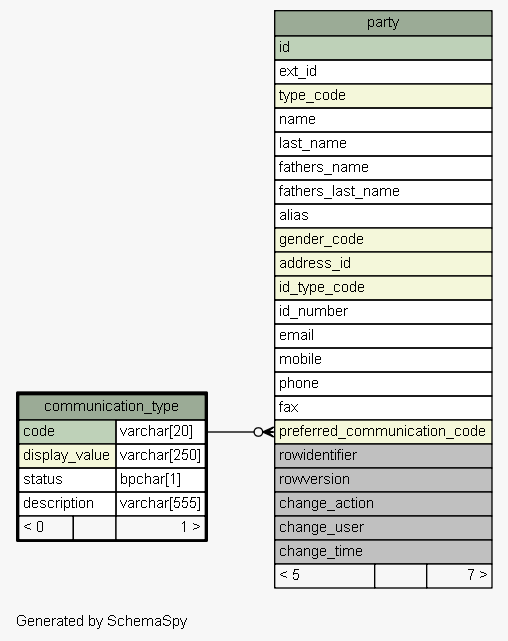 party
id
ext_id
type_code
name
last_name
fathers_name
fathers_last_name
alias
gender_code
address_id
id_type_code
id_number
email
mobile
phone
fax
preferred_communication_code
rowidentifier
rowversion
change_action
change_user
change_time
< 5 7 >
communication_type
code varchar[20]
display_value varchar[250]
status bpchar[1]
description varchar[555]
< 0 1 >
Generated by SchemaSpy